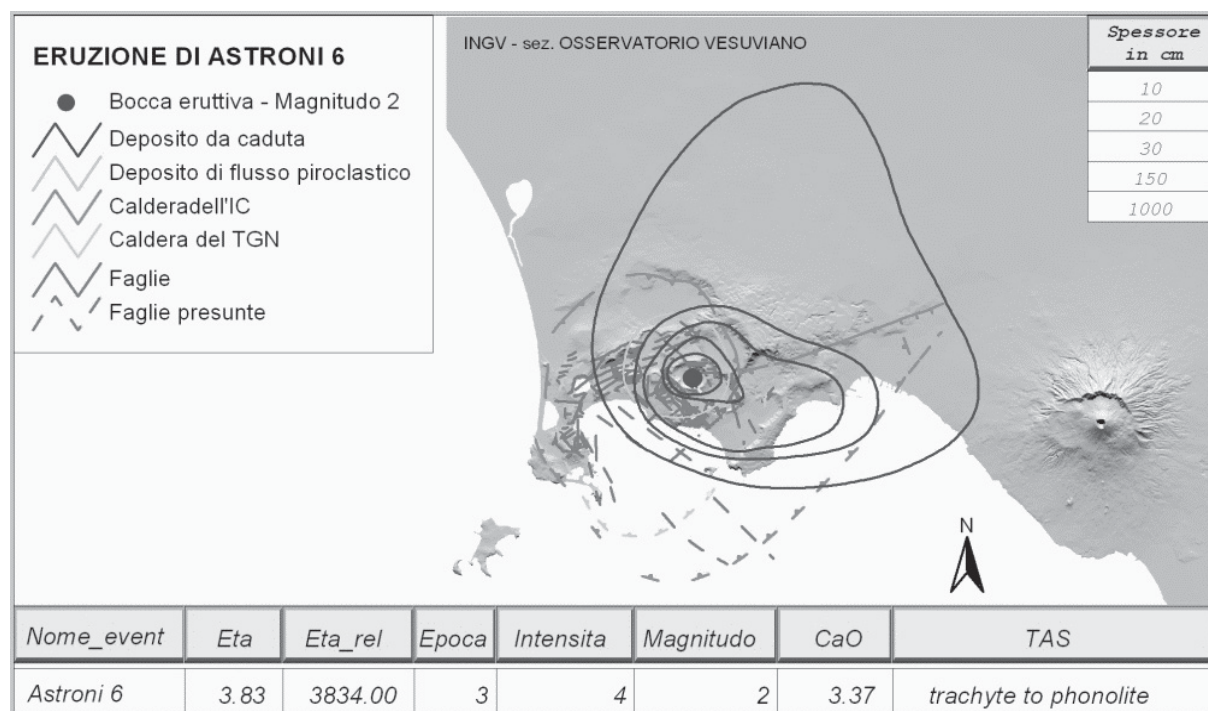 ERUZIONE DI ASTRONI 6
Bocca eruttiva - Magnitudo 2
Deposito da caduta
Deposito di flusso piroclastico
Calderadell'IC
Caldera del TGN
Faglie
Faglie presunte
INGV - sez. OSSERVATORIO VESUVIANO
Spessore
in cm
10
20
30
150
1000
N
Nome_event Eta Eta_rel Epoca Intensita Magnitudo CaO TAS
Astroni 6 3.83 3834.00 3 4 2 3.37 trachyte to phonolite